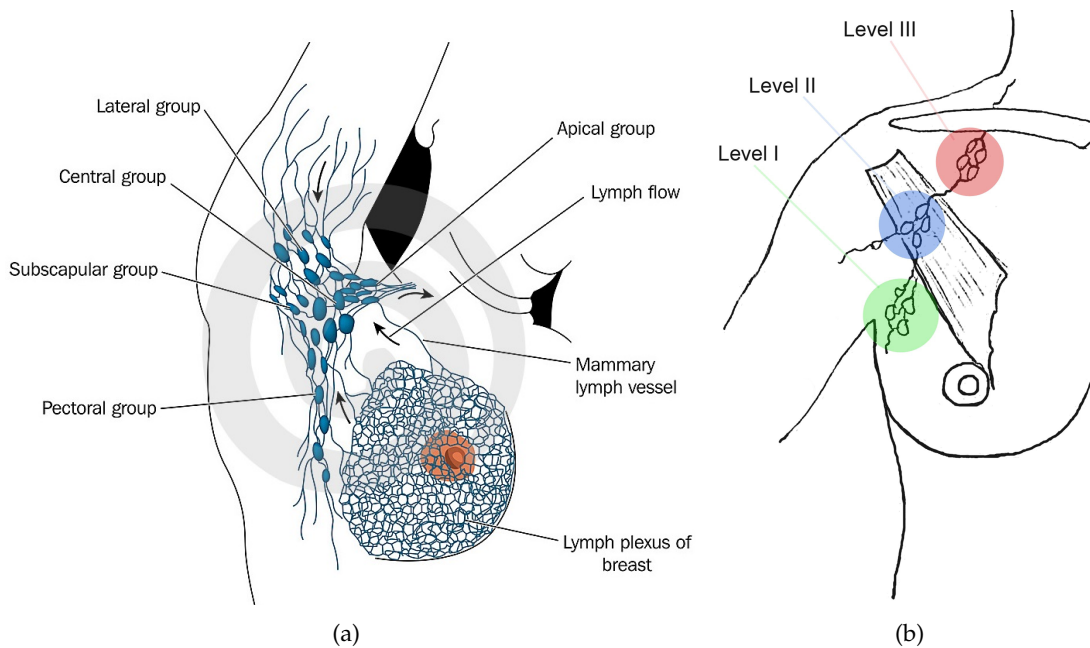 Lateral group
Central group
Subscapular group
Pectoral group
Apical group
Lymph flow
Mammary
lymph vessel
Lymph plexus of
breast
(a)
Level III
Level II
Level I
(b)